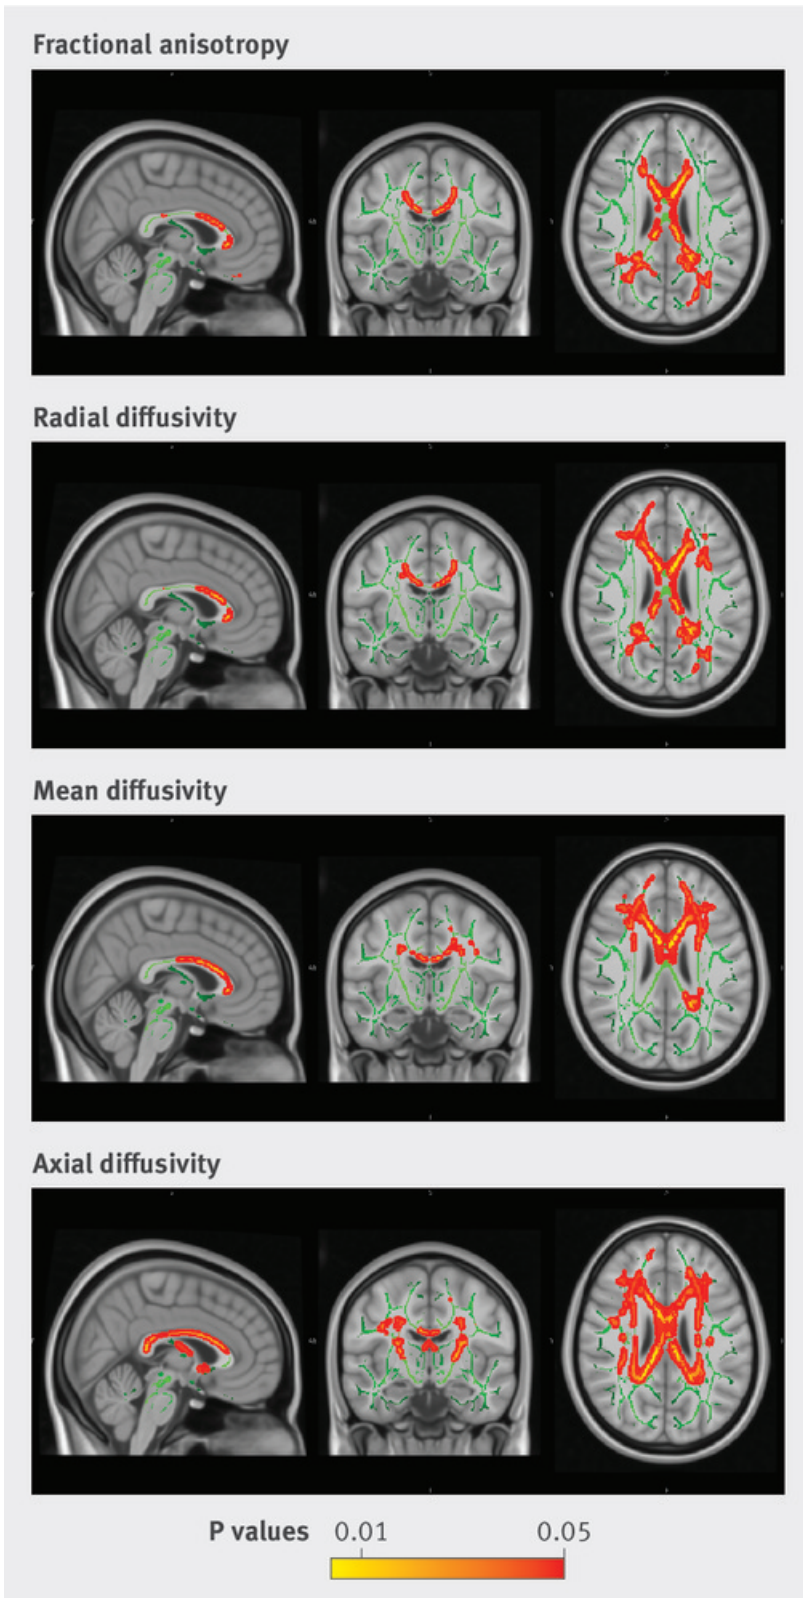 Fractional anisotropy
Radial diffusivity
Mean diffusivity
Axial diffusivity
P values 0.01 0.05